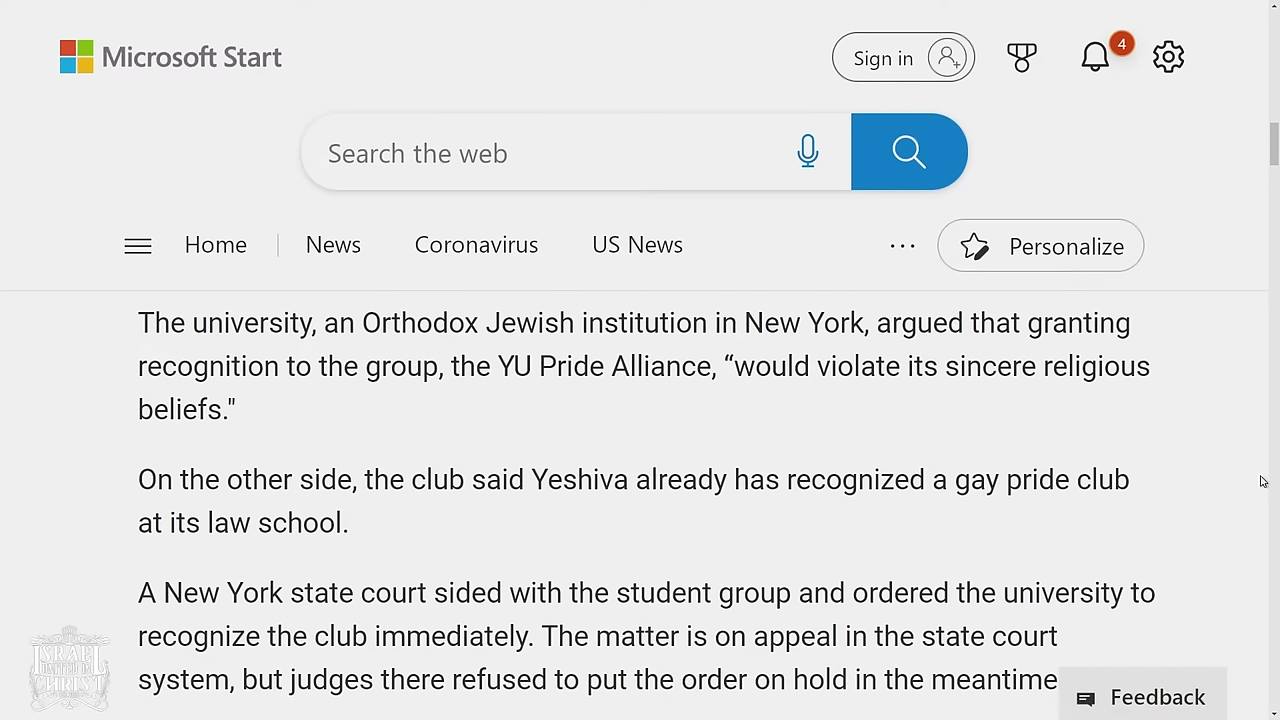 Microsoft Start
Sign in
4
Search the web
Home
News
Coronavirus
US News
...
Personalize
The university, an Orthodox Jewish institution in New York, argued that granting
recognition to the group, the YU Pride Alliance, “would violate its sincere religious
beliefs."
On the other side, the club said Yeshiva already has recognized a gay pride club
at its law school.
A New York state court sided with the student group and ordered the university to
recognize the club immediately. The matter is on appeal in the state court
system, but judges there refused to put the order on hold in the meantime
Feedback
ISRAEL
UNITED IN
CHRIST